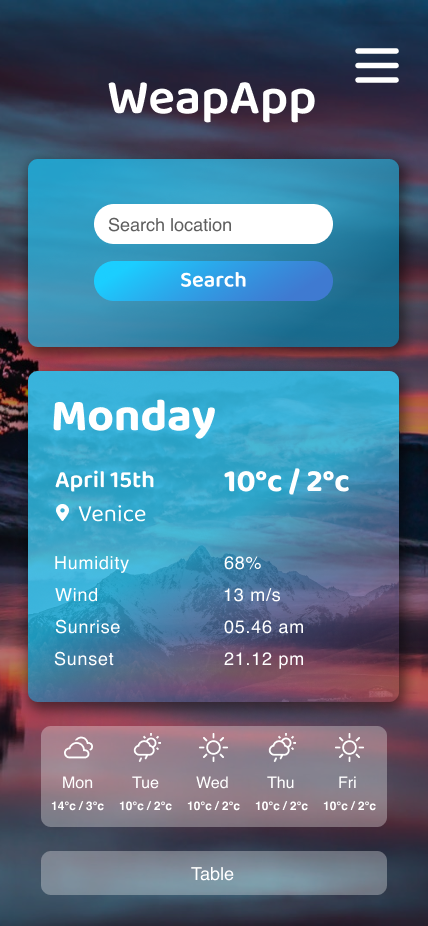 WeapApp
Search location
Search
Monday
April 15th 10°c / 2°c
Venice
Humidity 68%
Wind 13 m/s
Sunrise 05.46 am
Sunset 21.12 pm
Mon Tue Wed Thu Fri
14°c / 3°c 10°c / 2°c 10°c / 2°c 10°c / 2°c 10°c / 2°c
Table